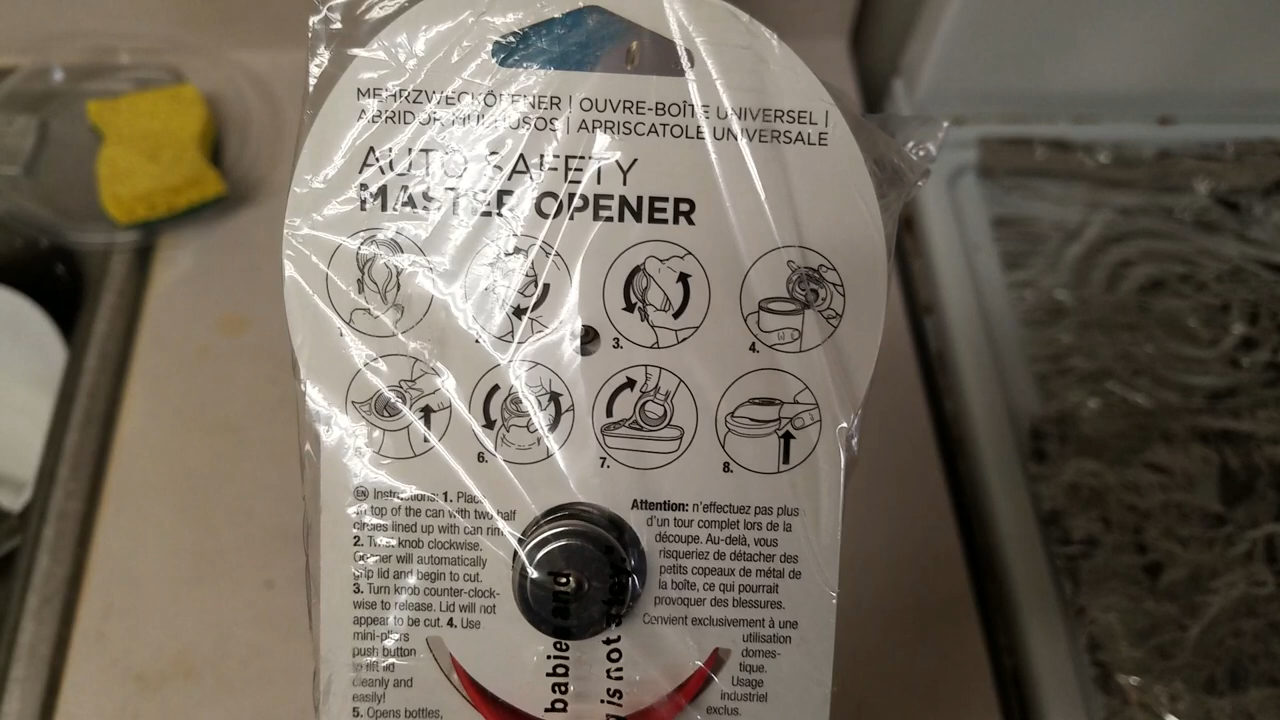 MEHRZWECKÖFFNER | OUVRE-BOÎTE UNIVERSEL |
ABRIDOR MULTIUSOS | APRISCATOLE UNIVERSALE
AUTO SAFETY
MASTER OPENER
3.
4.
6.
7.
8.
EN Instructions: 1. Place
on top of the can with two half
circles lined up with can rim
2. Twist knob clockwise.
Opener will automatically
grip lid and begin to cut.
3. Turn knob counter-clock-
wise to release. Lid will not
appear to be cut. 4. Use
mini-pliers
push button
to lift lid
cleanly and
easily!
5. Opens bottles,
Attention: n'effectuez pas plus
d'un tour complet lors de la
découpe. Au-delà, vous
risqueriez de détacher des
petits copeaux de métal de
la boîte, ce qui pourrait
provoquer des blessures.
Convient exclusivement à une
utilisation
domes-
tique.
Usage
industriel
exclus.
babies and
is not a toy.